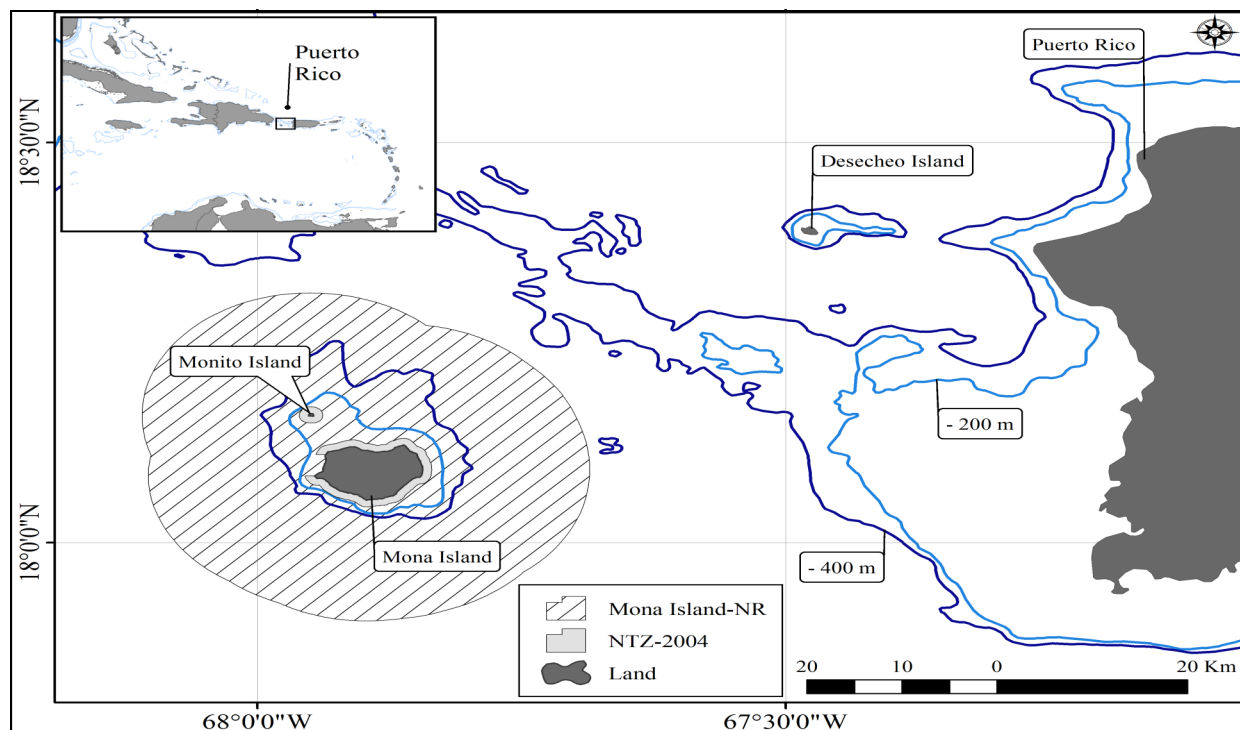 Puerto
Rico
Puerto Rico
Desecheo Island
18°30'0"N
Monito Island
- 200 m
Mona Island
- 400 m
18°0'0"N
Mona Island-NR
NTZ-2004
Land
20 10 0 20 Km
68°0'0"W
67°30'0"W